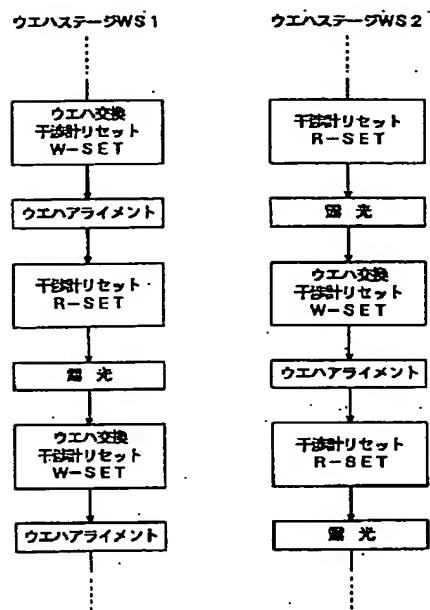 ウエハステージWS1
ウエハ交換
干渉計リセット
W-SET
ウエハアライメント
干渉計リセット
R-SET
露 光
ウエハ交換
干渉計リセット
W-SET
ウエハアライメント
ウエハステージWS2
干渉計リセット
R-SET
露 光
ウエハ交換
干渉計リセット
W-SET
ウエハアライメント
干渉計リセット
R-SET
露 光